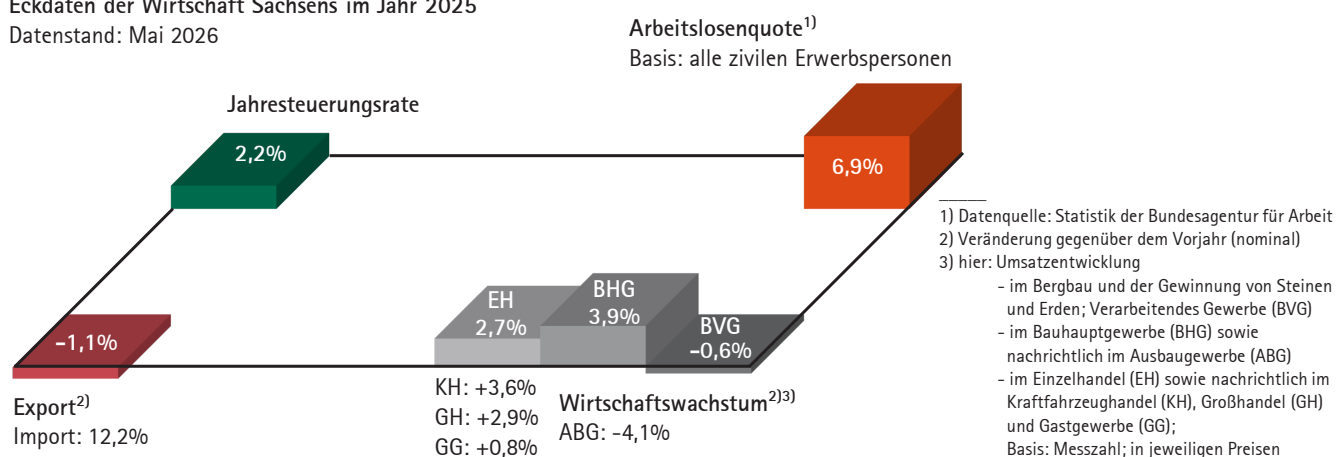 Eckdaten der Wirtschaft Sachsens im Jahr 2025
Datenstand: Mai 2026
Arbeitslosenquote1)
Basis: alle zivilen Erwerbspersonen
Jahresteuerungsrate
2,2%
6,9%
-1,1%
EH
2,7%
BHG
3,9%
BVG
-0,6%
Export2)
Import: 12,2%
KH: +3,6%
GH: +2,9%
GG: +0,8%
Wirtschaftswachstum2)3)
ABG: -4,1%
1) Datenquelle: Statistik der Bundesagentur für Arbeit
2) Veränderung gegenüber dem Vorjahr (nominal)
3) hier: Umsatzentwicklung
- im Bergbau und der Gewinnung von Steinen
und Erden; Verarbeitendes Gewerbe (BVG)
- im Bauhauptgewerbe (BHG) sowie
nachrichtlich im Ausbaugewerbe (ABG)
- im Einzelhandel (EH) sowie nachrichtlich im
Kraftfahrzeughandel (KH), Großhandel (GH)
und Gastgewerbe (GG);
Basis: Messzahl; in jeweiligen Preisen